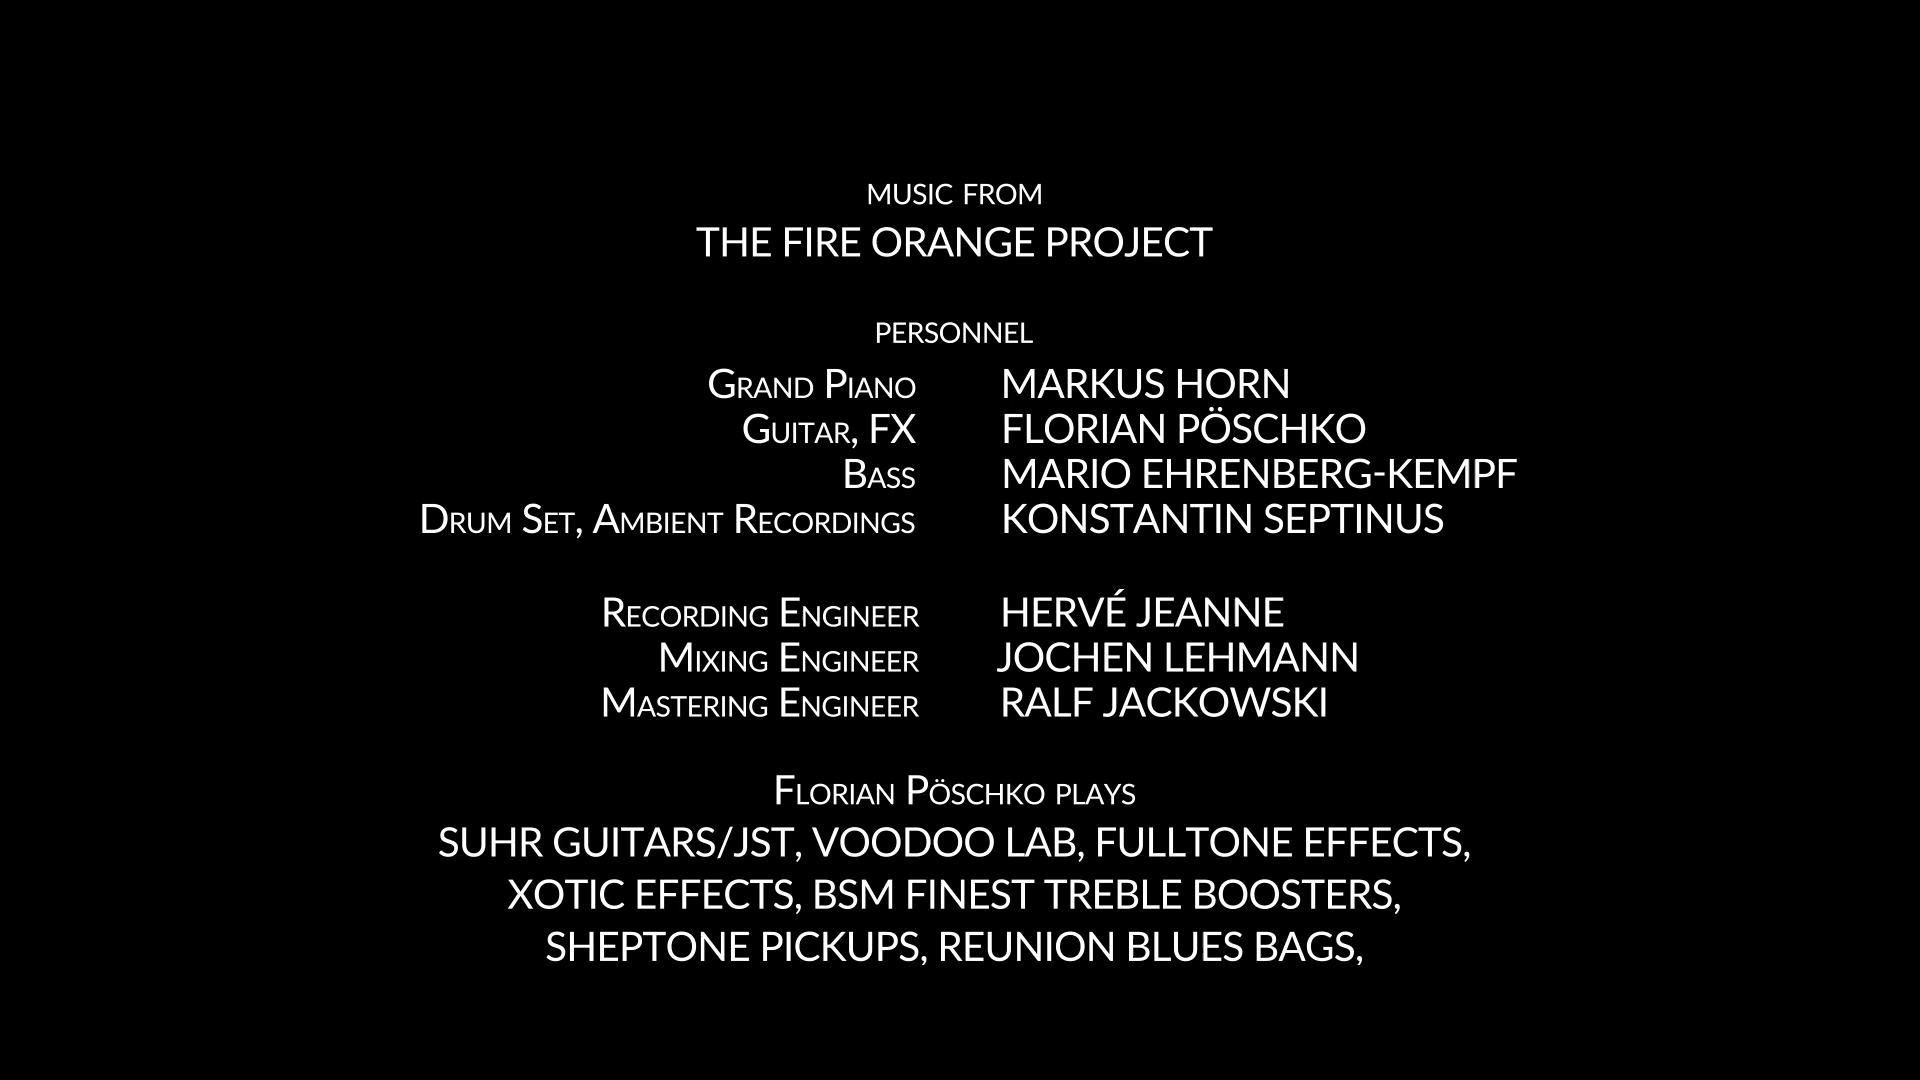 MUSIC FROM
THE FIRE ORANGE PROJECT
PERSONNEL
GRAND PIANO MARKUS HORN
GUITAR, FX FLORIAN PÖSCHKO
BASS MARIO EHRENBERG-KEMPF
DRUM SET, AMBIENT RECORDINGS KONSTANTIN SEPTINUS
RECORDING ENGINEER HERVÉ JEANNE
MIXING ENGINEER JOCHEN LEHMANN
MASTERING ENGINEER RALF JACKOWSKI
FLORIAN PÖSCHKO PLAYS
SUHR GUITARS/JST, VOODOO LAB, FULLTONE EFFECTS,
XOTIC EFFECTS, BSM FINEST TREBLE BOOSTERS,
SHEPTONE PICKUPS, REUNION BLUES BAGS,